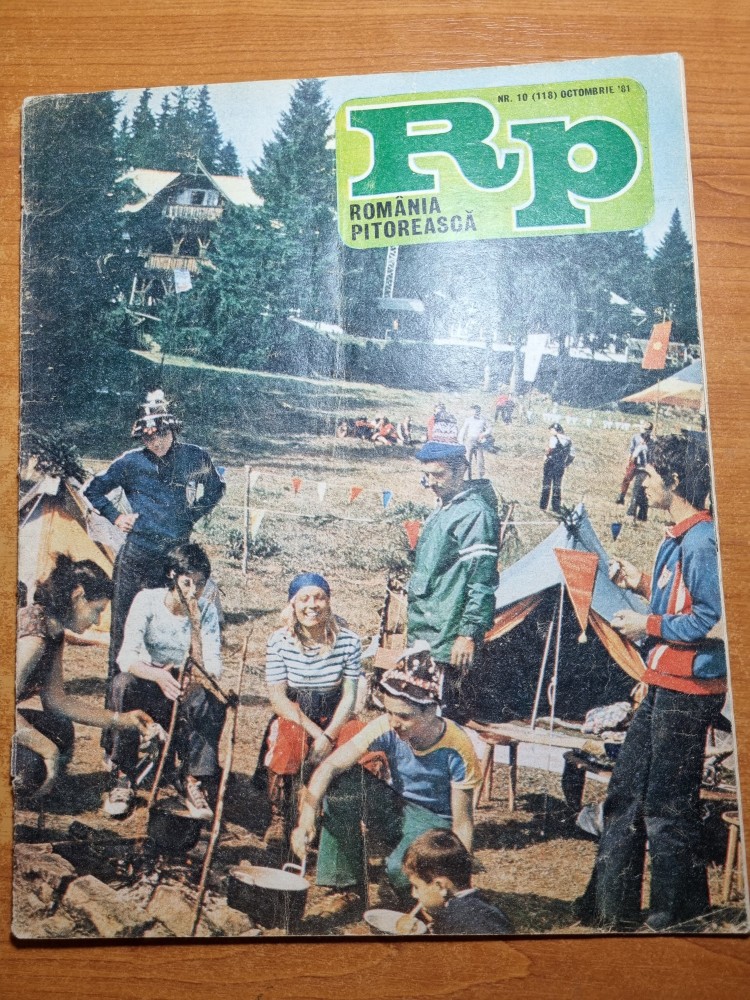 NR. 10 (118) OCTOMBRIE '81
Rp
ROMÂNIA
PITOREASCĂ